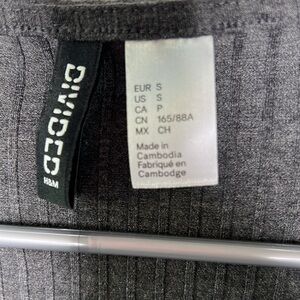 DIVIDED
H&M
EUR S
US S
CA P
CN 165/88A
MX CH
Made in
Cambodia
Fabriqué en
Cambodge